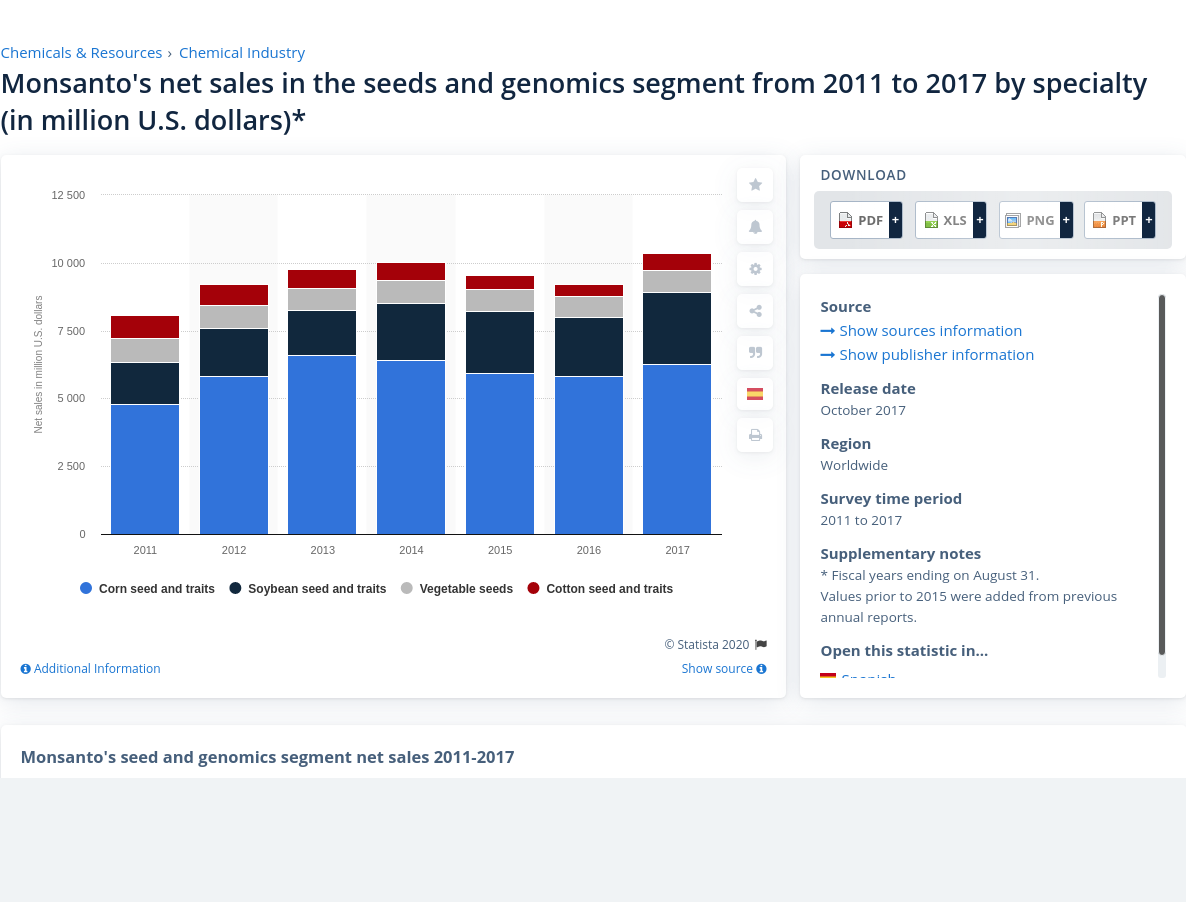 Chemicals & Resources › Chemical Industry
Monsanto's net sales in the seeds and genomics segment from 2011 to 2017 by specialty
(in million U.S. dollars)*
12 500
10 000
7 500
5 000
2 500
0
Net sales in million U.S. dollars
2011 2012 2013 2014 2015 2016 2017
Corn seed and traits Soybean seed and traits Vegetable seeds Cotton seed and traits
© Statista 2020
Additional Information Show source
DOWNLOAD
PDF + XLS + PNG + PPT +
Source
Show sources information
Show publisher information
Release date
October 2017
Region
Worldwide
Survey time period
2011 to 2017
Supplementary notes
* Fiscal years ending on August 31.
Values prior to 2015 were added from previous
annual reports.
Open this statistic in...
Spanish
Monsanto's seed and genomics segment net sales 2011-2017